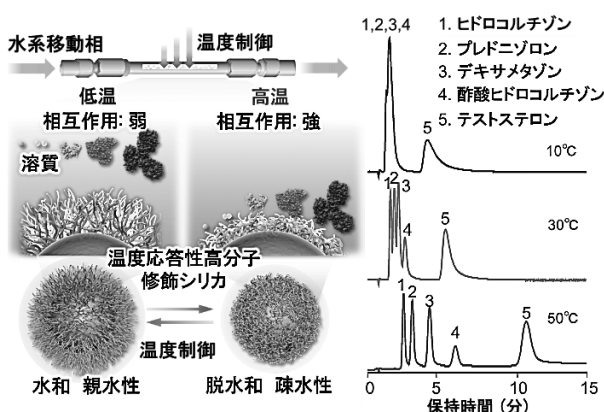 水系移動相
温度制御
低温
相互作用: 弱
高温
相互作用: 強
溶質
温度応答性高分子
修飾シリカ
温度制御
水和 親水性
脱水和 疎水性
1. ヒドロコルチゾン
2. プレドニゾロン
3. デキサメタゾン
4. 酢酸ヒドロコルチゾン
5. テストステロン
1,2,3,4
5
10℃
1
2
3
4
5
30℃
1
2
3
4
5
50℃
0 5 10 15
保持時間（分）